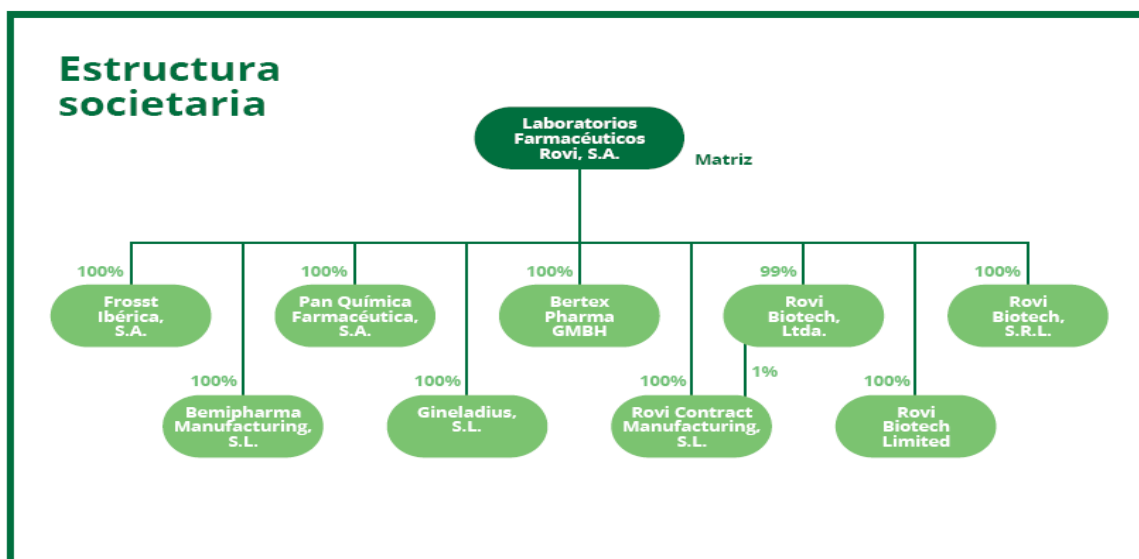 Estructura
societaria
Laboratorios
Farmacéuticos
Rovi, S.A.
Matriz
100%
Frosst
Ibérica,
S.A.
100%
Pan Química
Farmacéutica,
S.A.
100%
Bertex
Pharma
GMBH
99%
Rovi
Biotech,
Ltda.
100%
Rovi
Biotech,
S.R.L.
100%
Bemipharma
Manufacturing,
S.L.
100%
Gineladius,
S.L.
100%
1%
Rovi Contract
Manufacturing,
S.L.
100%
Rovi
Biotech
Limited